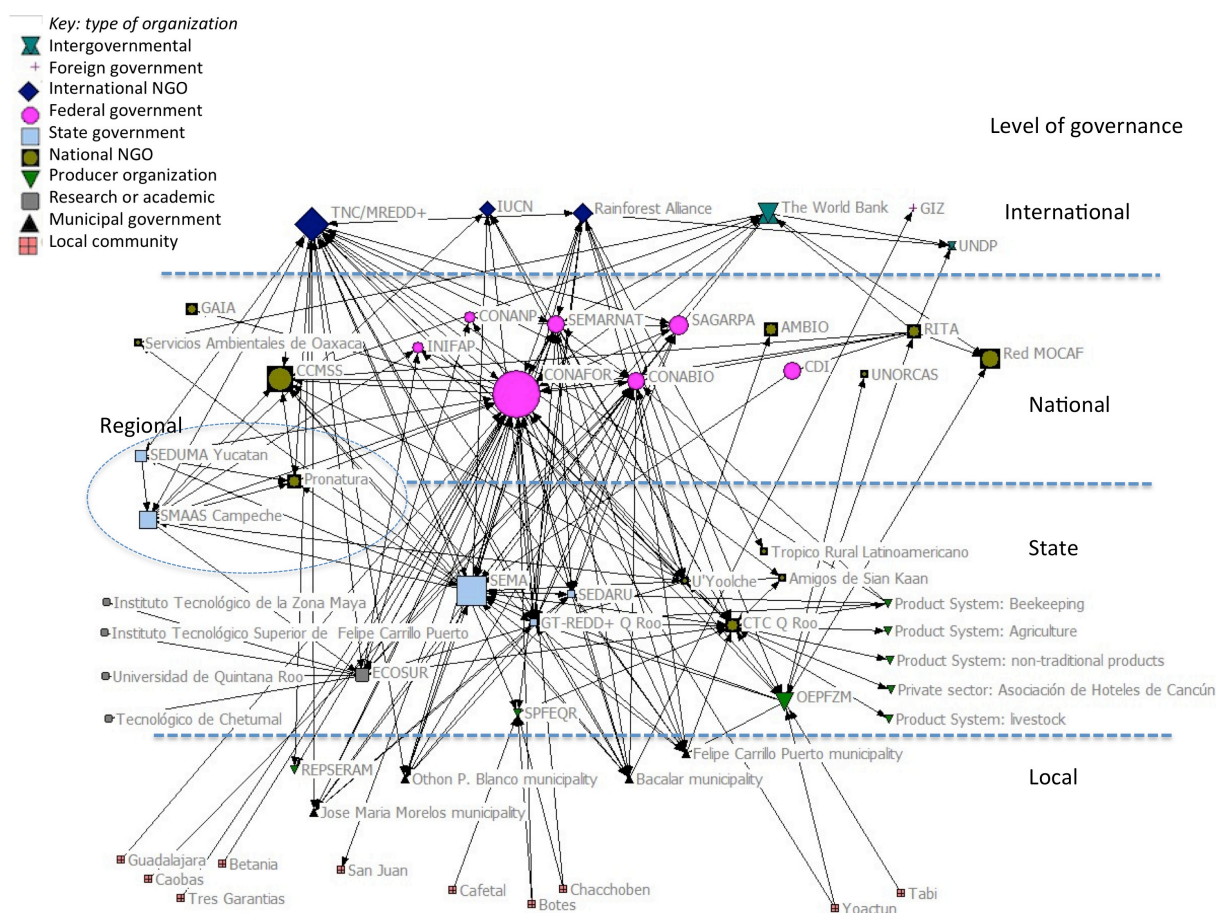 Key: type of organization
Intergovernmental
Foreign government
International NGO
Federal government
State government
National NGO
Producer organization
Research or academic
Municipal government
Local community
Level of governance
International
TNC/MREDD+
IUCN
Rainforest Alliance
The World Bank
GIZ
UNDP
GAIA
CONANP
SEMARNAT
SAGARPA
AMBIO
RITA
Servicios Ambientales de Oaxaca
INIFAP
Red MOCAF
CCMSS
CONAFOR
CONABIO
CDI
UNORCAS
National
Regional
SEDUMA Yucatan
Pronatura
SMAAS Campeche
State
Tropico Rural Latinoamericano
SEMA
U'Yoolche
Amigos de Sian Kaan
SEDARU
Instituto Tecnológico de la Zona Maya
Product System: Beekeeping
GT-REDD+ Q Roo
CTC Q Roo
Instituto Tecnológico Superior de Felipe Carrillo Puerto
Product System: Agriculture
Product System: non-traditional products
Universidad de Quintana Roo
ECOSUR
Private sector: Asociación de Hoteles de Cancún
OEPFZM
Tecnológico de Chetumal
SPFEQR
Product System: livestock
Felipe Carrillo Puerto municipality
REPSERAM
Othon P. Blanco municipality
Bacalar municipality
Local
Jose Maria Morelos municipality
Guadalajara
Betania
San Juan
Caobas
Tres Garantias
Cafetal
Chacchoben
Botes
Tabi
Yoactun